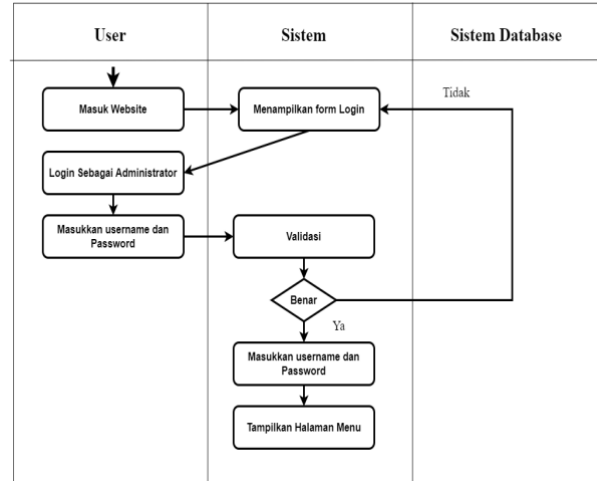 User
Sistem
Sistem Database
Tidak
Masuk Website
Menampilkan form Login
Login Sebagai Administrator
Masukkan username dan
Password
Validasi
Benar
Ya
Masukkan username dan
Password
Tampilkan Halaman Menu